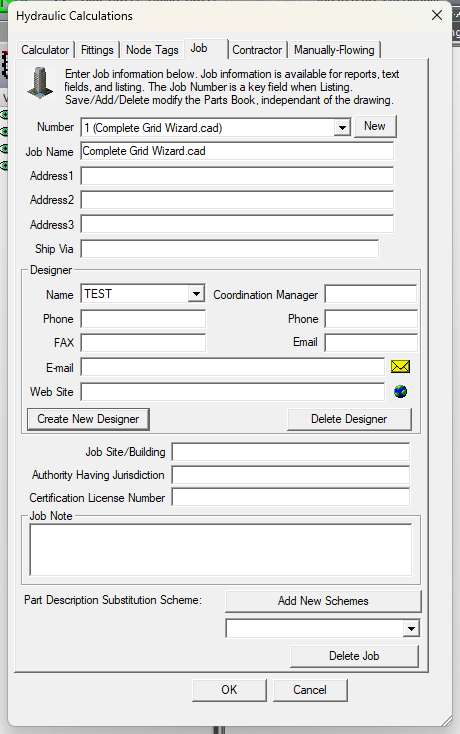 Hydraulic Calculations
Calculator Fittings Node Tags Job Contractor Manually-Flowing
Enter Job information below. Job information is available for reports, text
fields, and listing. The Job Number is a key field when Listing.
Save/Add/Delete modify the Parts Book, independant of the drawing.
Number 1 (Complete Grid Wizard.cad) New
Job Name Complete Grid Wizard.cad
Address1
Address2
Address3
Ship Via
Designer
Name TEST Coordination Manager
Phone Phone
FAX Email
E-mail
Web Site
Create New Designer Delete Designer
Job Site/Building
Authority Having Jurisdiction
Certification License Number
Job Note
Part Description Substitution Scheme: Add New Schemes
Delete Job
OK Cancel